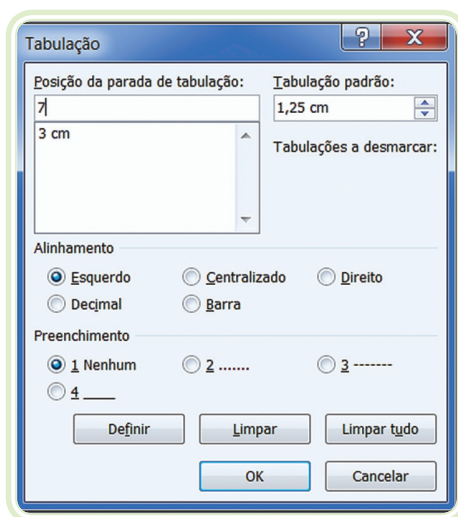 Tabulação
Posição da parada de tabulação: Tabulação padrão:
7 1,25 cm
3 cm
Tabulações a desmarcar:
Alinhamento
Esquerdo Centralizado Direito
Decimal Barra
Preenchimento
1 Nenhum 2 ....... 3 -------
4 ___
Definir Limpar Limpar tudo
OK Cancelar